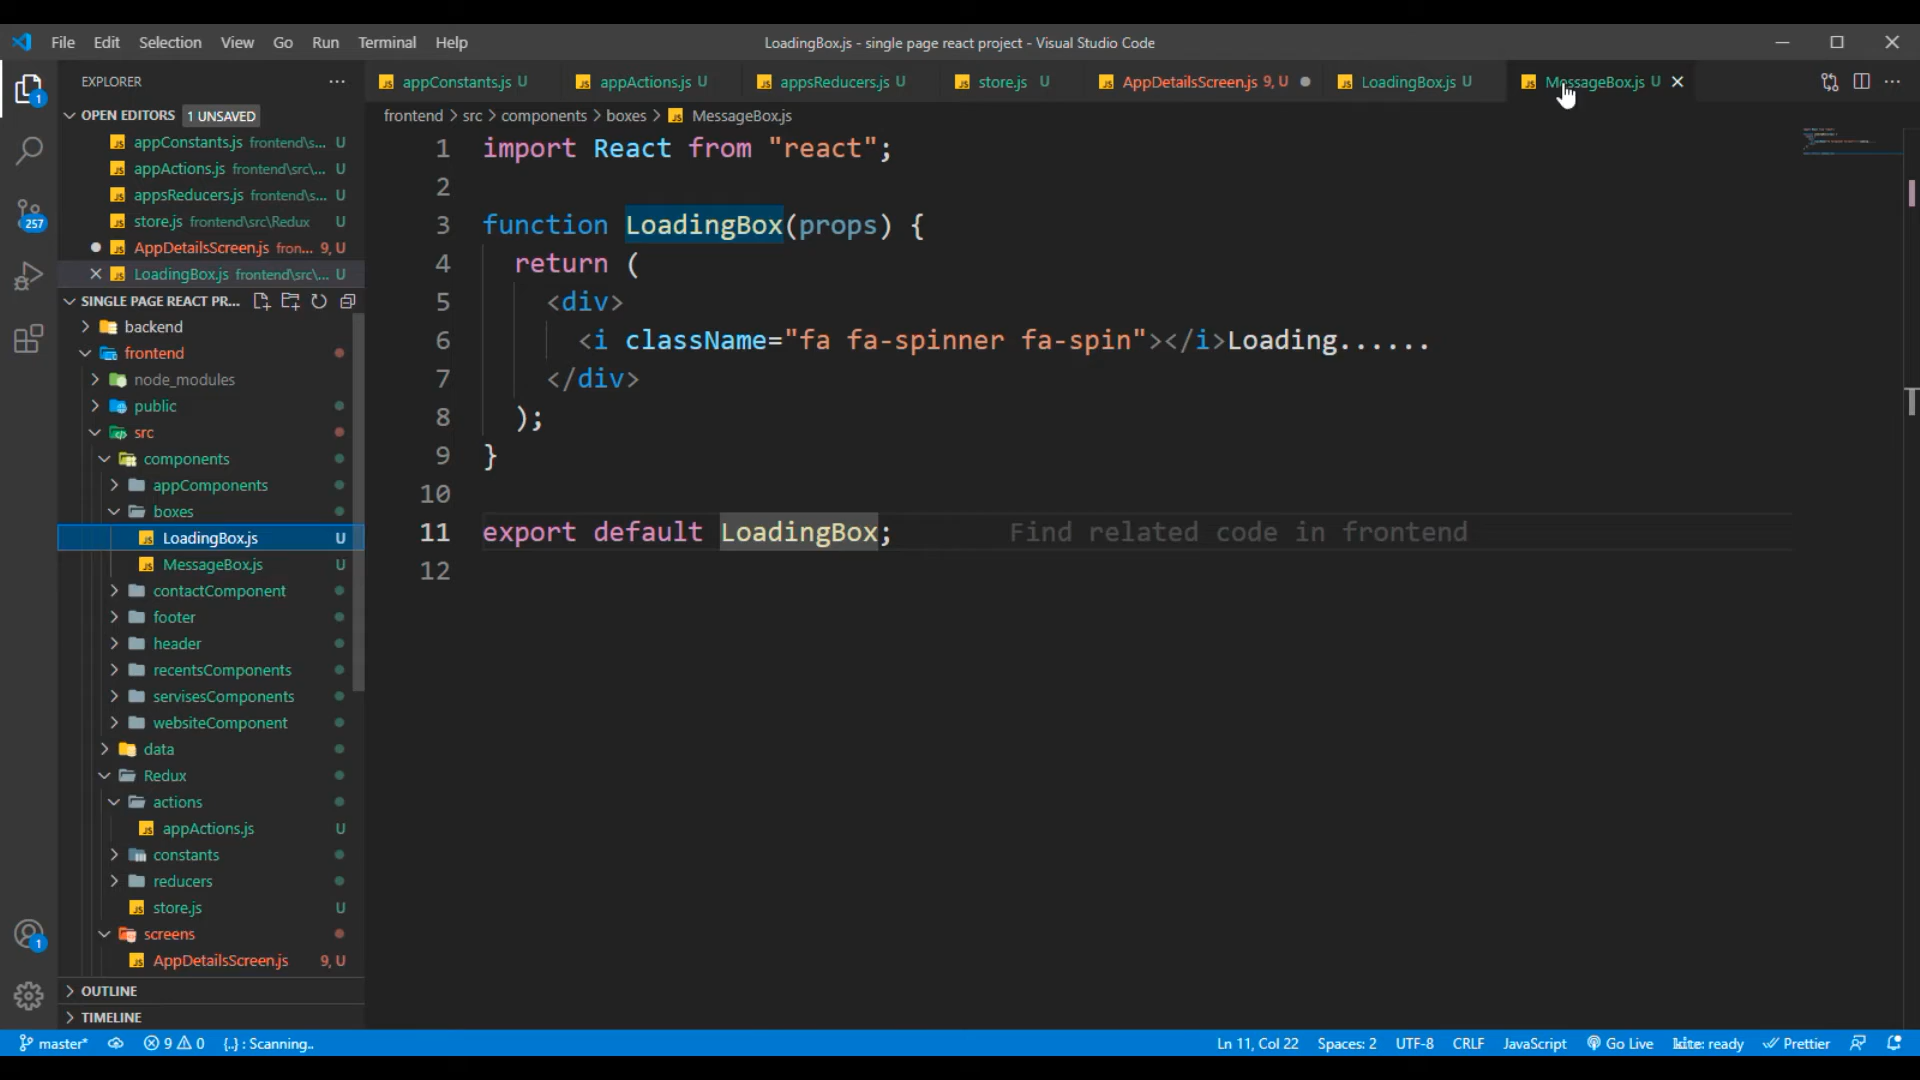 File Edit Selection View Go Run Terminal Help
LoadingBox.js - single page react project - Visual Studio Code
EXPLORER
appConstants.js U
appActions.js U
appsReducers.js U
store.js U
AppDetailsScreen.js 9, U
LoadingBox.js U
MessageBox.js U
frontend > src > components > boxes > MessageBox.js
OPEN EDITORS 1 UNSAVED
appConstants.js frontend\s... U
appActions.js frontend\src\... U
appsReducers.js frontend\s... U
store.js frontend\src\Redux U
AppDetailsScreen.js fron... 9, U
LoadingBox.js frontend\src\... U
SINGLE PAGE REACT PR...
backend
frontend
node_modules
public
src
components
appComponents
boxes
LoadingBox.js U
MessageBox.js U
contactComponent
footer
header
recentsComponents
servisesComponents
websiteComponent
data
Redux
actions
appActions.js U
constants
reducers
store.js U
screens
AppDetailsScreen.js 9, U
OUTLINE
TIMELINE
1 import React from "react";
2
3 function LoadingBox(props) {
4 return (
5 <div>
6 <i className="fa fa-spinner fa-spin"></i>Loading......
7 </div>
8 );
9 }
10
11 export default LoadingBox; Find related code in frontend
12
1
257
1
master* 9 0 {..} : Scanning..
Ln 11, Col 22 Spaces: 2 UTF-8 CRLF JavaScript Go Live ready Prettier